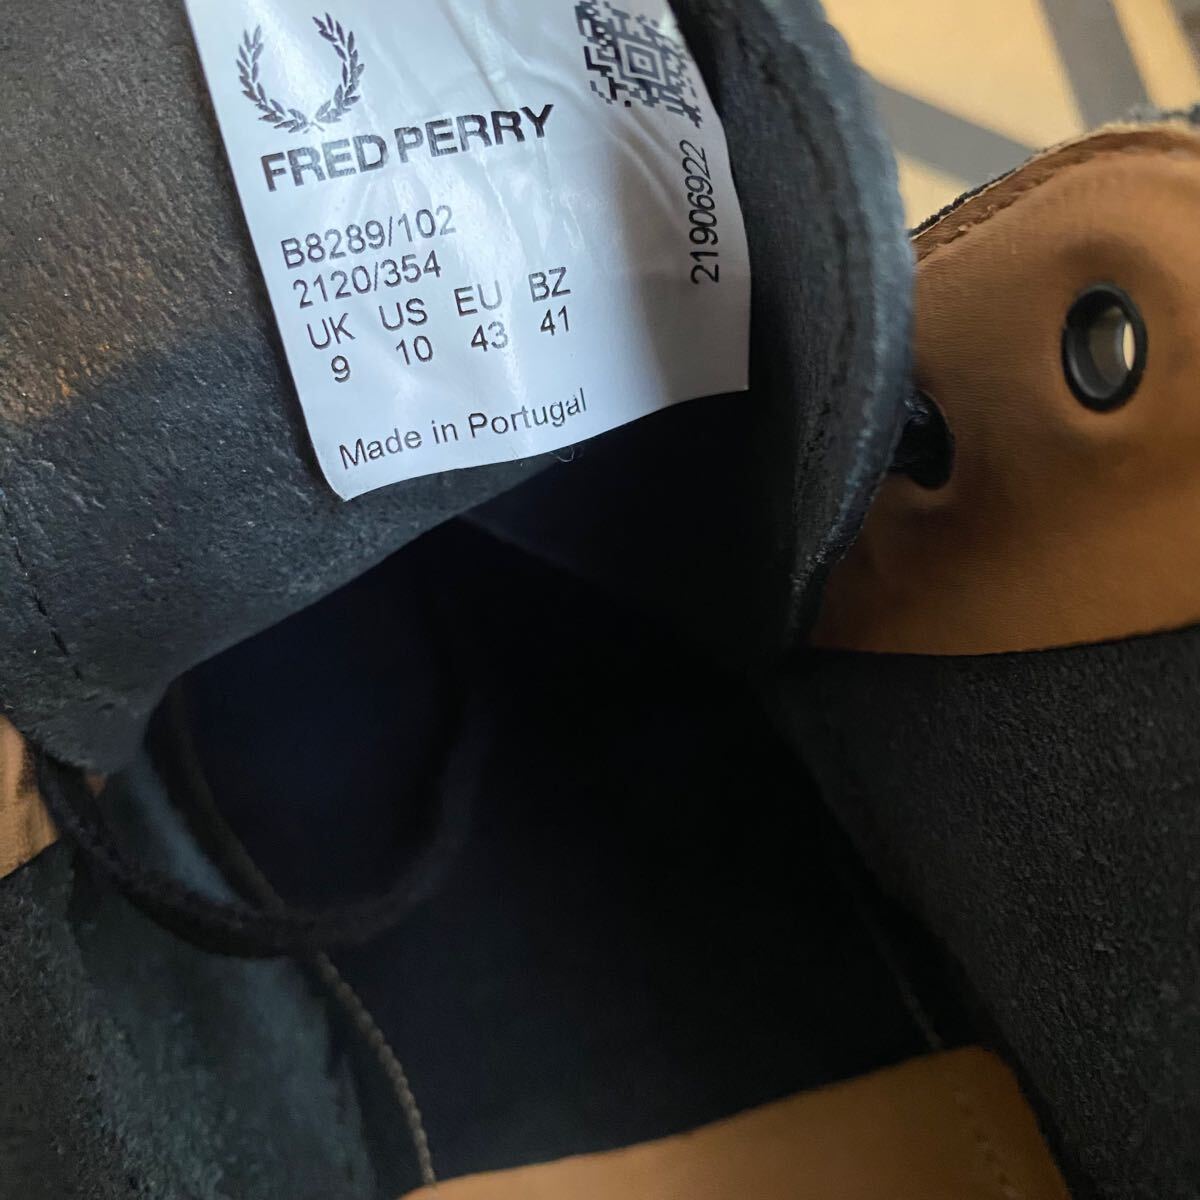 FRED PERRY
B8289/102
2120/354
UK US EU BZ
9 10 43 41
Made in Portugal
21906922